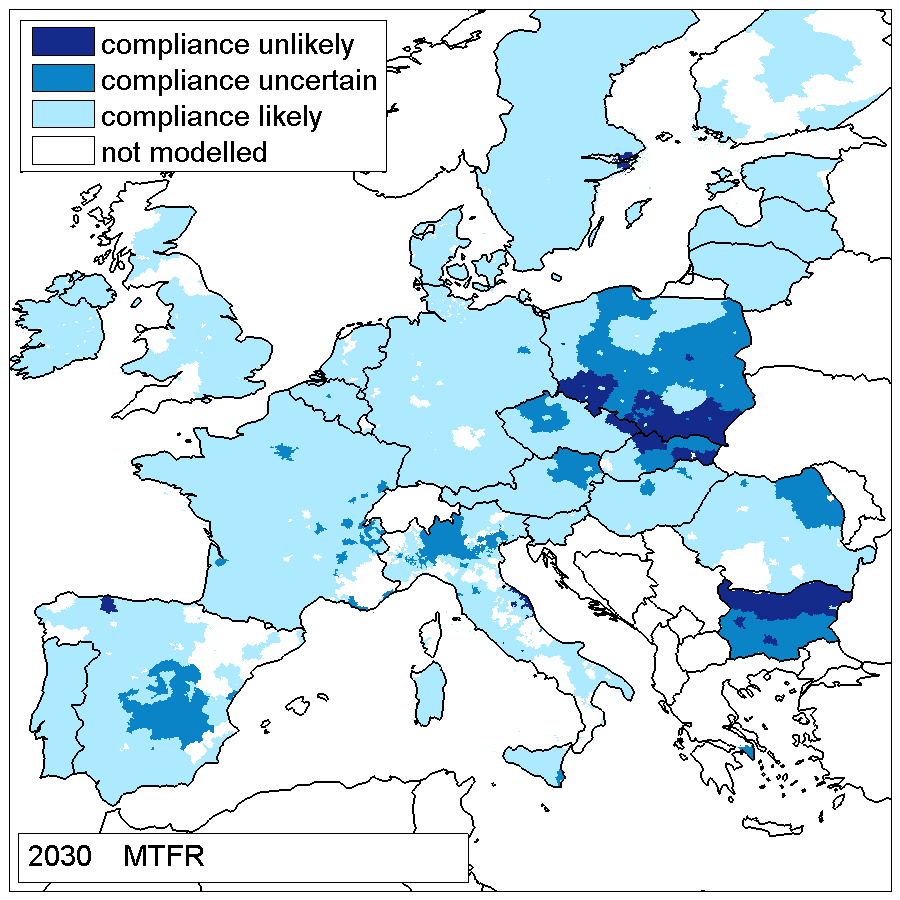 compliance unlikely
compliance uncertain
compliance likely
not modelled
2030 MTFR